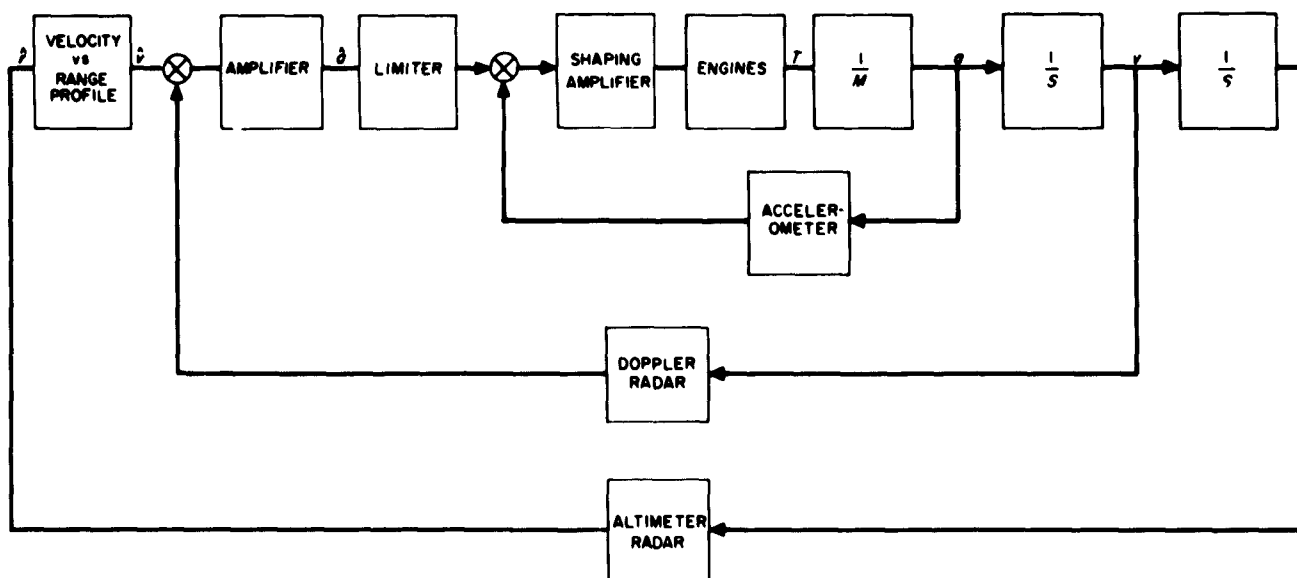 r̂
VELOCITY
vs
RANGE
PROFILE
v̂
AMPLIFIER
â
LIMITER
SHAPING
AMPLIFIER
ENGINES
T
1
M
a
1
S
v
1
S
ACCELER-
OMETER
DOPPLER
RADAR
ALTIMETER
RADAR